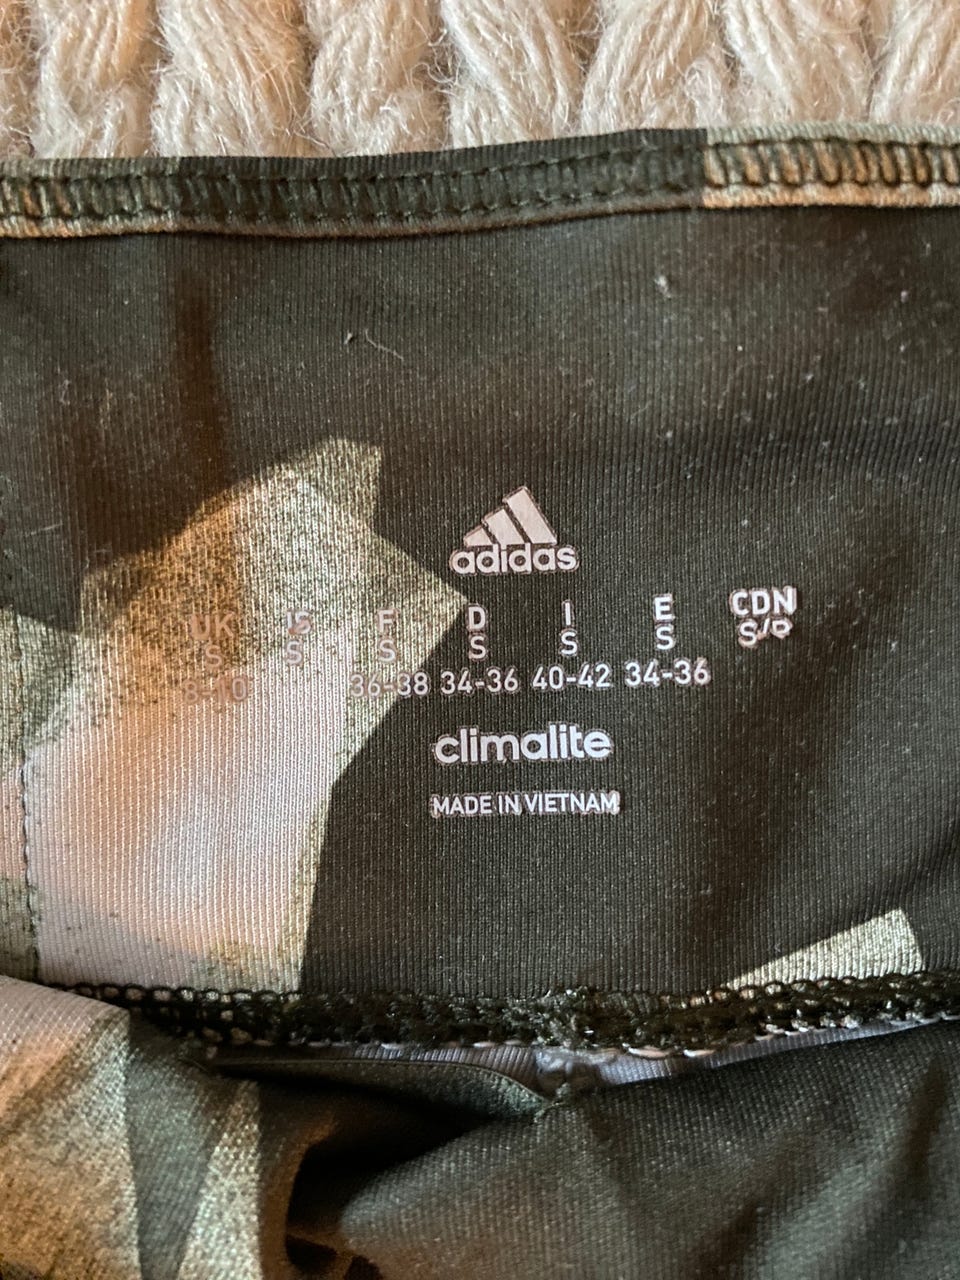 adidas
UK US F D I E CDN
S S S S S S S/P
8-10 36-38 34-36 40-42 34-36
climalite
MADE IN VIETNAM